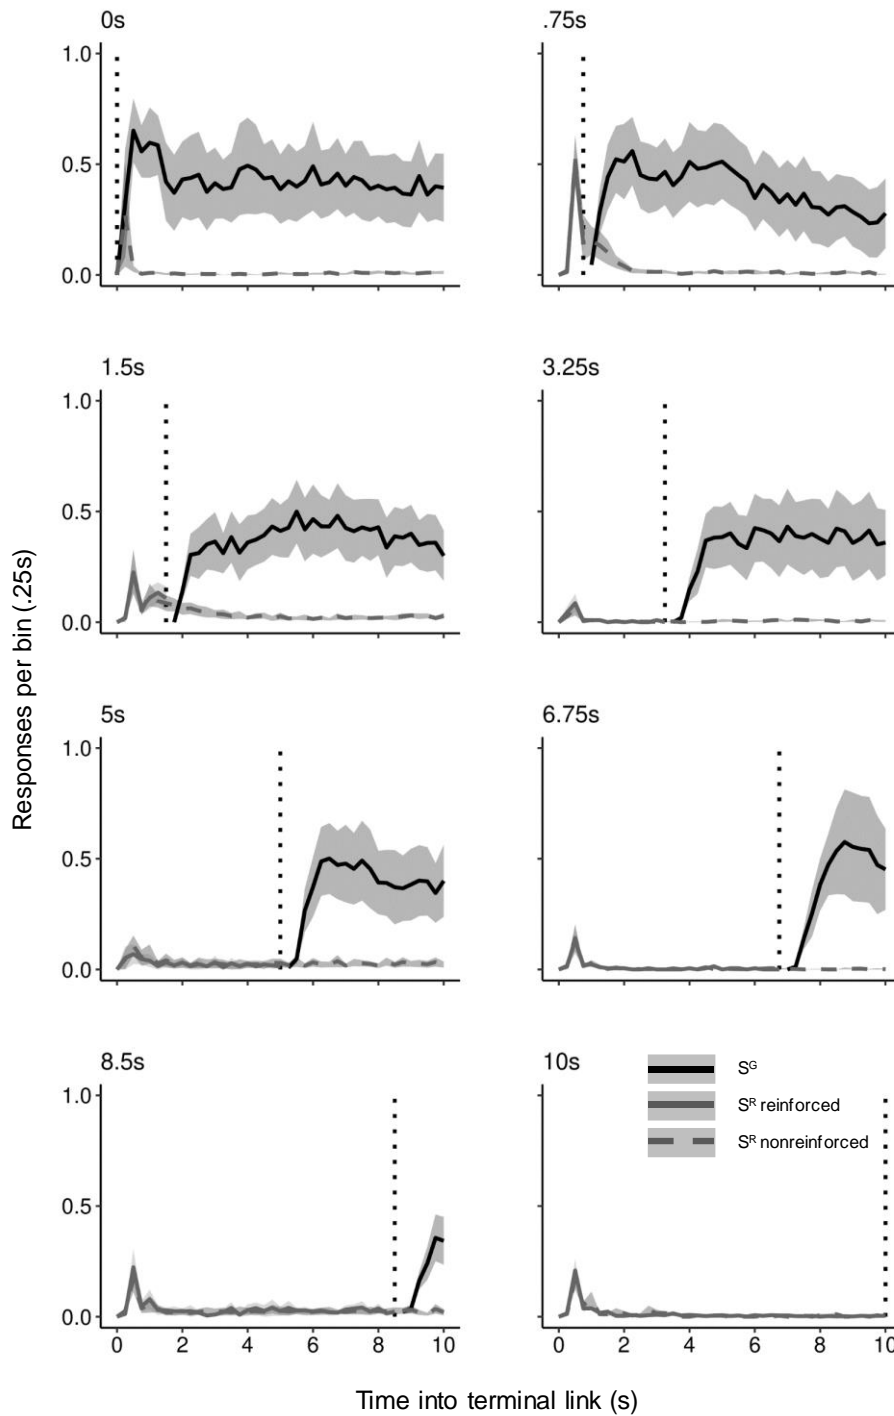 0s
.75s
1.0
0.5
0.0
1.5s
3.25s
1.0
0.5
0.0
Responses per bin (.25s)
5s
6.75s
1.0
0.5
0.0
8.5s
10s
S^G
S^R reinforced
S^R nonreinforced
1.0
0.5
0.0
0 2 4 6 8 10
0 2 4 6 8 10
Time into terminal link (s)